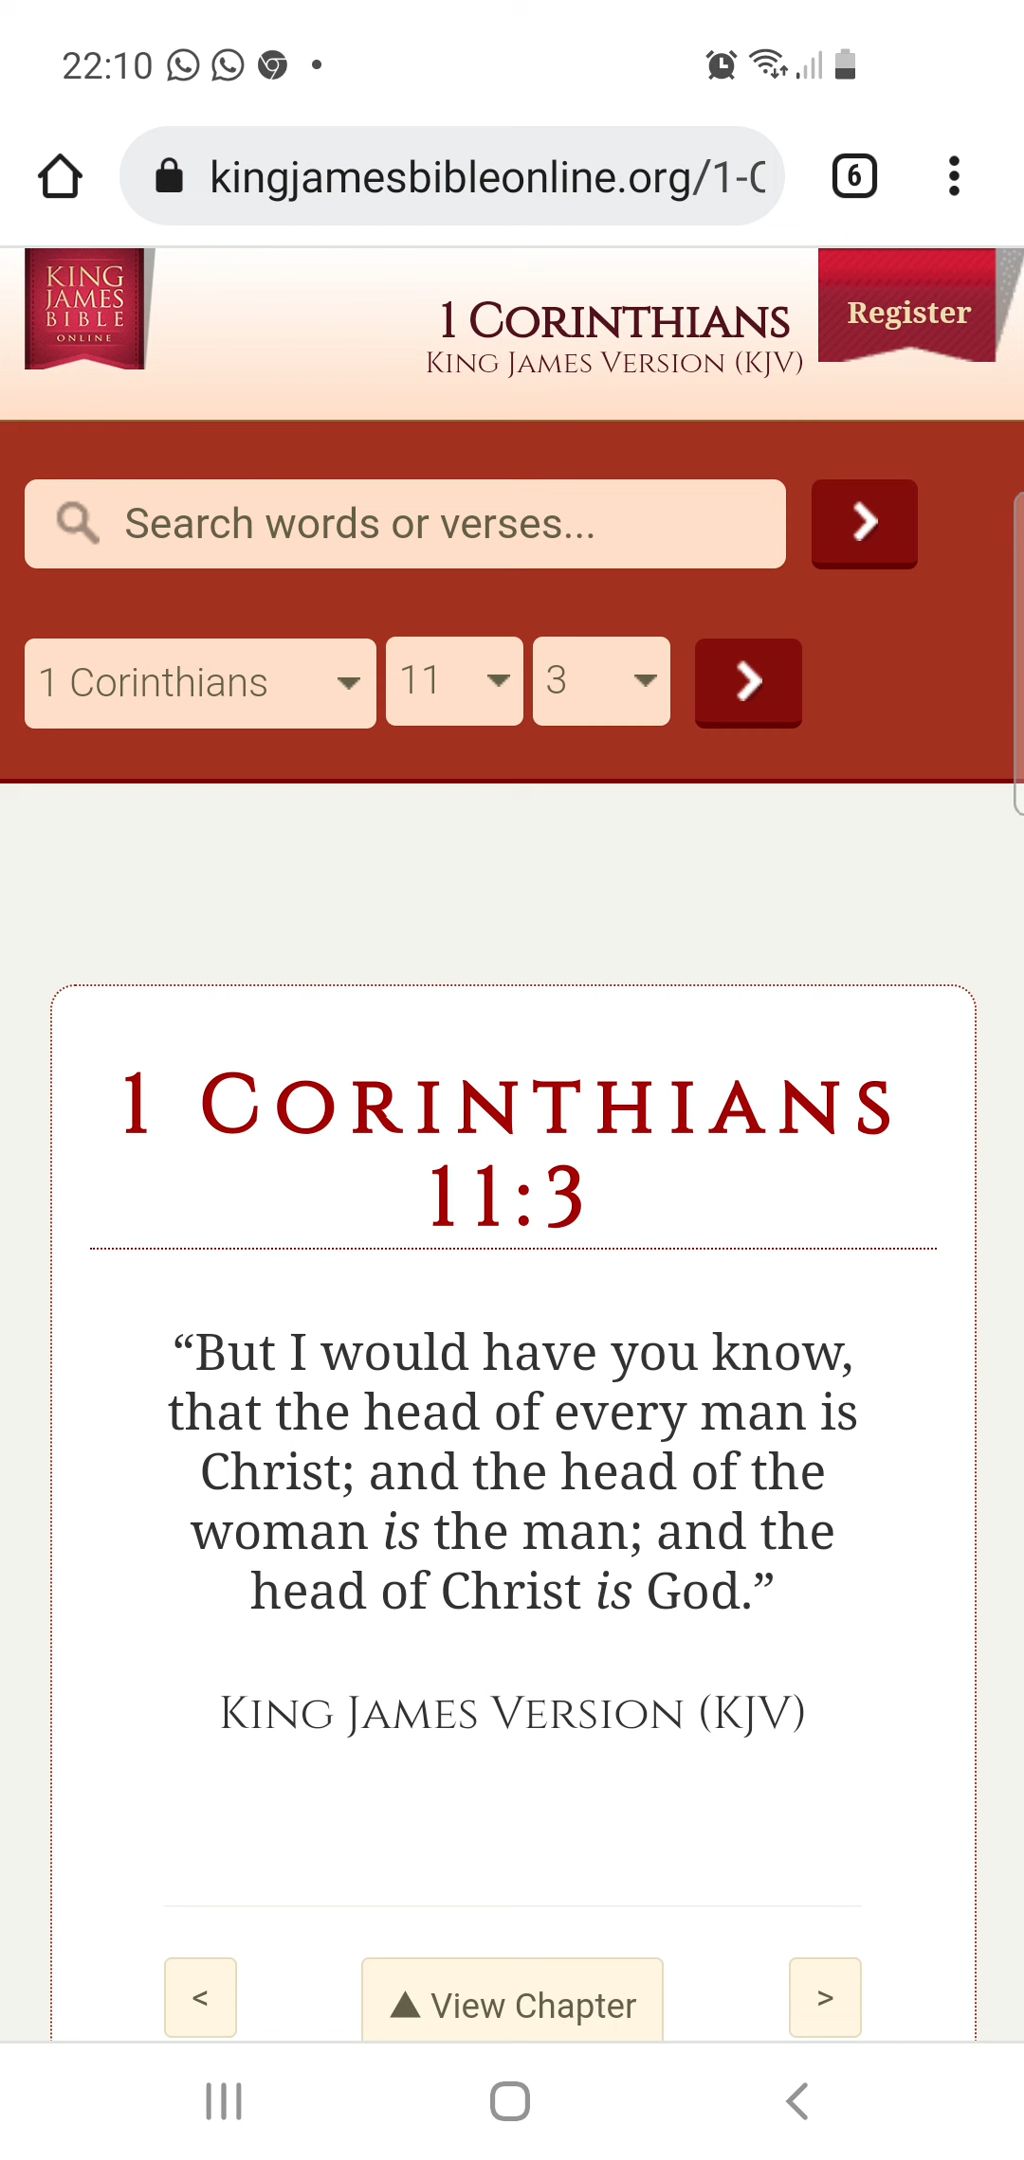 22:10
kingjamesbibleonline.org/1-C
6
KING
JAMES
BIBLE
ONLINE
1 Corinthians
King James Version (KJV)
Register
Search words or verses...
1 Corinthians
11
3
1 Corinthians
11:3
“But I would have you know,
that the head of every man is
Christ; and the head of the
woman is the man; and the
head of Christ is God.”
King James Version (KJV)
<
▲ View Chapter
>